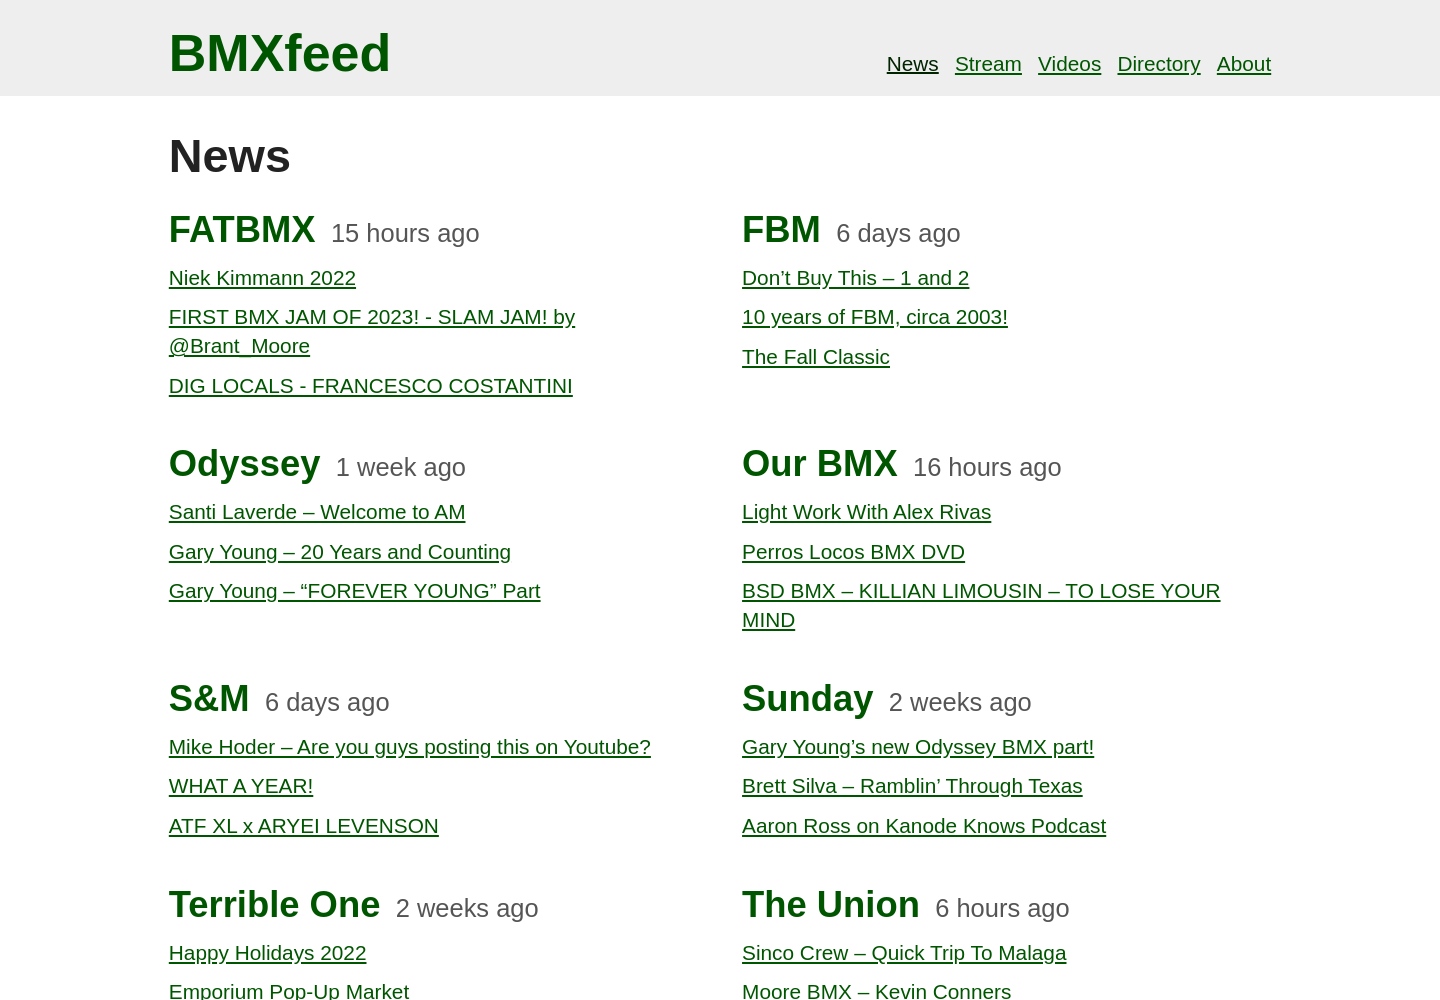 BMXfeed
News Stream Videos Directory About
News
FATBMX 15 hours ago
Niek Kimmann 2022
FIRST BMX JAM OF 2023! - SLAM JAM! by
@Brant_Moore
DIG LOCALS - FRANCESCO COSTANTINI
FBM 6 days ago
Don’t Buy This – 1 and 2
10 years of FBM, circa 2003!
The Fall Classic
Odyssey 1 week ago
Santi Laverde – Welcome to AM
Gary Young – 20 Years and Counting
Gary Young – “FOREVER YOUNG” Part
Our BMX 16 hours ago
Light Work With Alex Rivas
Perros Locos BMX DVD
BSD BMX – KILLIAN LIMOUSIN – TO LOSE YOUR
MIND
S&M 6 days ago
Mike Hoder – Are you guys posting this on Youtube?
WHAT A YEAR!
ATF XL x ARYEI LEVENSON
Sunday 2 weeks ago
Gary Young’s new Odyssey BMX part!
Brett Silva – Ramblin’ Through Texas
Aaron Ross on Kanode Knows Podcast
Terrible One 2 weeks ago
Happy Holidays 2022
Emporium Pop-Up Market
The Union 6 hours ago
Sinco Crew – Quick Trip To Malaga
Moore BMX – Kevin Conners